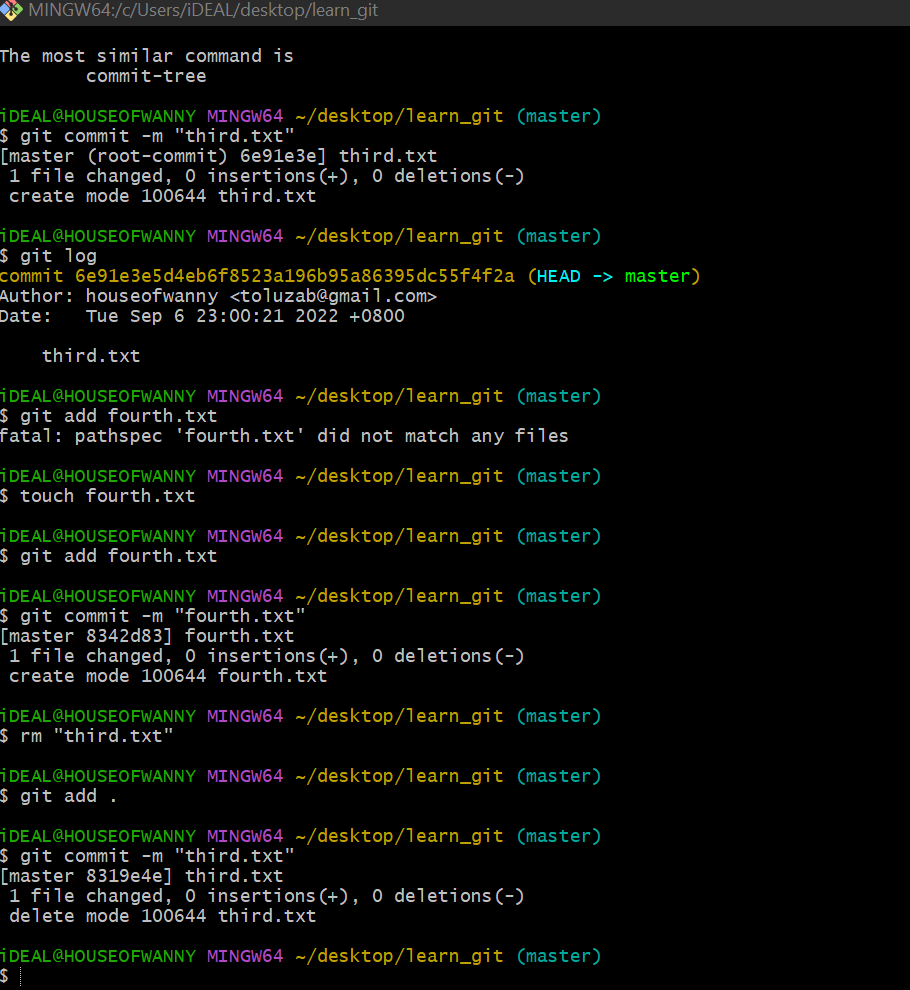 MINGW64:/c/Users/iDEAL/desktop/learn_git
The most similar command is
        commit-tree
iDEAL@HOUSEOFWANNY MINGW64 ~/desktop/learn_git (master)
$ git commit -m "third.txt"
[master (root-commit) 6e91e3e] third.txt
 1 file changed, 0 insertions(+), 0 deletions(-)
 create mode 100644 third.txt
iDEAL@HOUSEOFWANNY MINGW64 ~/desktop/learn_git (master)
$ git log
commit 6e91e3e5d4eb6f8523a196b95a86395dc55f4f2a (HEAD -> master)
Author: houseofwanny <toluzab@gmail.com>
Date:   Tue Sep 6 23:00:21 2022 +0800
    third.txt
iDEAL@HOUSEOFWANNY MINGW64 ~/desktop/learn_git (master)
$ git add fourth.txt
fatal: pathspec 'fourth.txt' did not match any files
iDEAL@HOUSEOFWANNY MINGW64 ~/desktop/learn_git (master)
$ touch fourth.txt
iDEAL@HOUSEOFWANNY MINGW64 ~/desktop/learn_git (master)
$ git add fourth.txt
iDEAL@HOUSEOFWANNY MINGW64 ~/desktop/learn_git (master)
$ git commit -m "fourth.txt"
[master 8342d83] fourth.txt
 1 file changed, 0 insertions(+), 0 deletions(-)
 create mode 100644 fourth.txt
iDEAL@HOUSEOFWANNY MINGW64 ~/desktop/learn_git (master)
$ rm "third.txt"
iDEAL@HOUSEOFWANNY MINGW64 ~/desktop/learn_git (master)
$ git add .
iDEAL@HOUSEOFWANNY MINGW64 ~/desktop/learn_git (master)
$ git commit -m "third.txt"
[master 8319e4e] third.txt
 1 file changed, 0 insertions(+), 0 deletions(-)
 delete mode 100644 third.txt
iDEAL@HOUSEOFWANNY MINGW64 ~/desktop/learn_git (master)
$